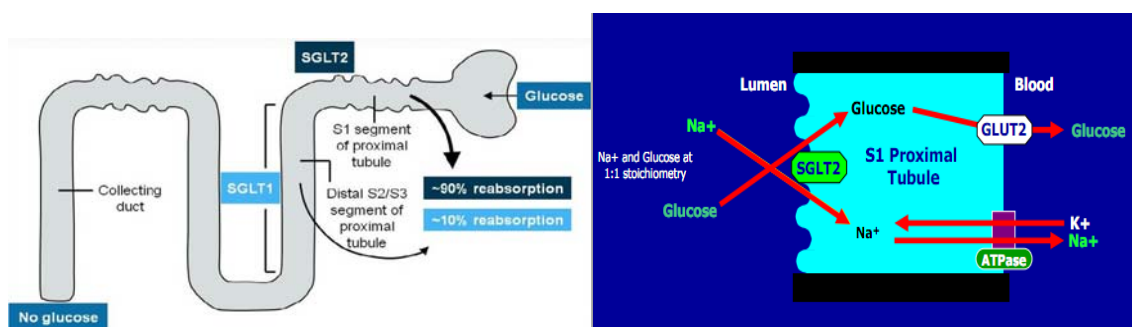 SGLT2
Glucose
S1 segment
of proximal
tubule
SGLT1
Collecting
duct
Distal S2/S3
segment of
proximal
tubule
~90% reabsorption
~10% reabsorption
No glucose
Lumen
Blood
Na+
Glucose
GLUT2
Glucose
Na+ and Glucose at
1:1 stoichiometry
SGLT2
S1 Proximal
Tubule
Glucose
Na+
K+
Na+
ATPase